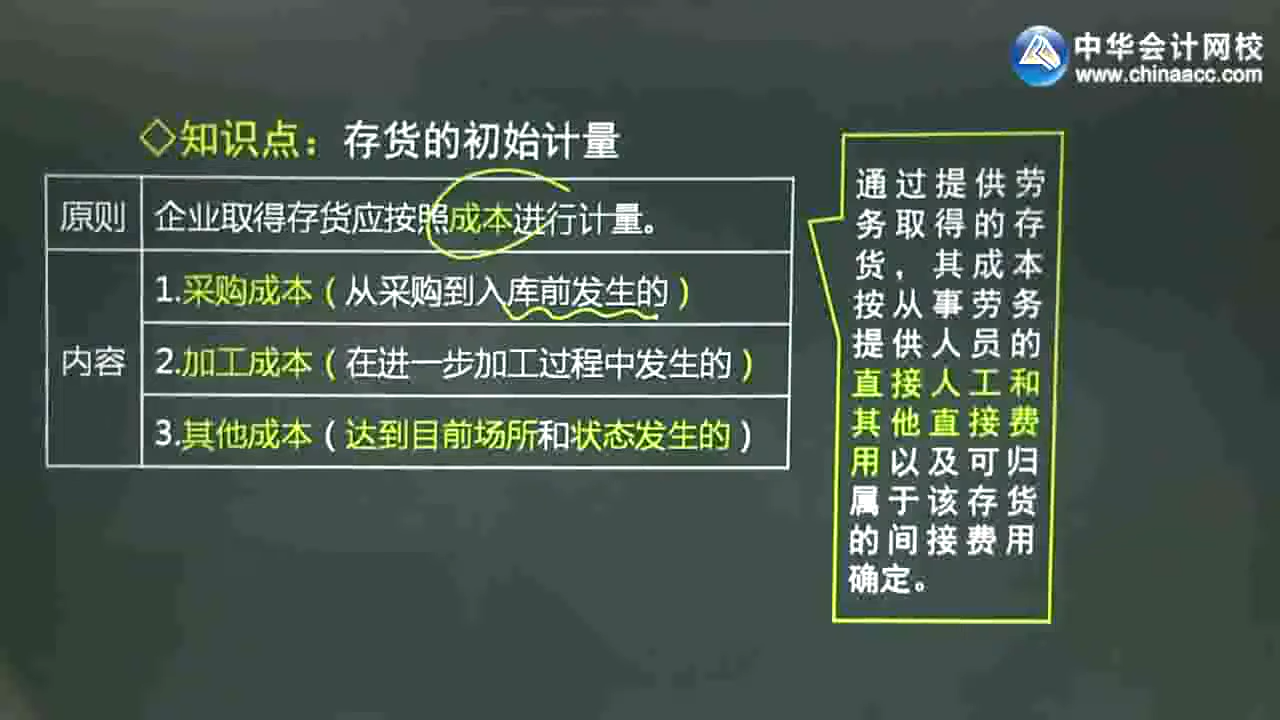 中华会计网校
www.chinaacc.com
◇知识点：存货的初始计量
原则
企业取得存货应按照成本进行计量。
内容
1.采购成本（从采购到入库前发生的）
2.加工成本（在进一步加工过程中发生的）
3.其他成本（达到目前场所和状态发生的）
通过提供劳
务取得的存
货，其成本
按从事劳务
提供人员的
直接人工和
其他直接费
用以及可归
属于该存货
的间接费用
确定。